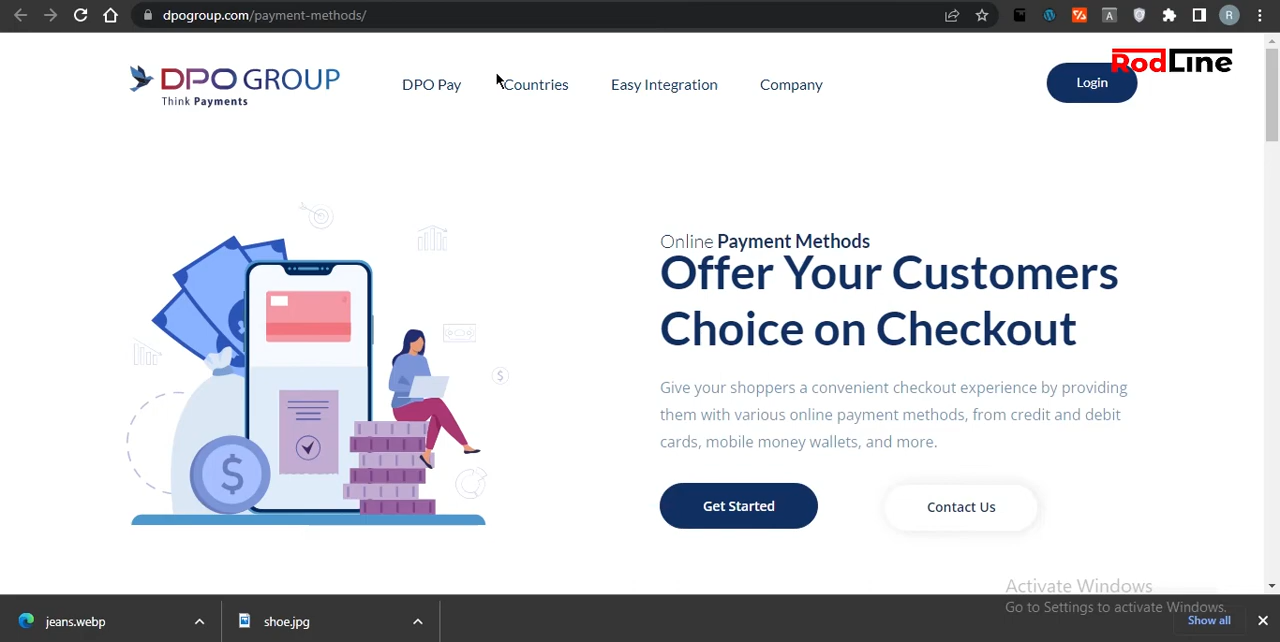 dpogroup.com/payment-methods/
A
R
DPO GROUP
Think Payments
DPO Pay
Countries
Easy Integration
Company
Login
RodLine
Online Payment Methods
Offer Your Customers
Choice on Checkout
Give your shoppers a convenient checkout experience by providing
them with various online payment methods, from credit and debit
cards, mobile money wallets, and more.
$
$
Get Started
Contact Us
Activate Windows
Go to Settings to activate Windows.
jeans.webp
shoe.jpg
Show all